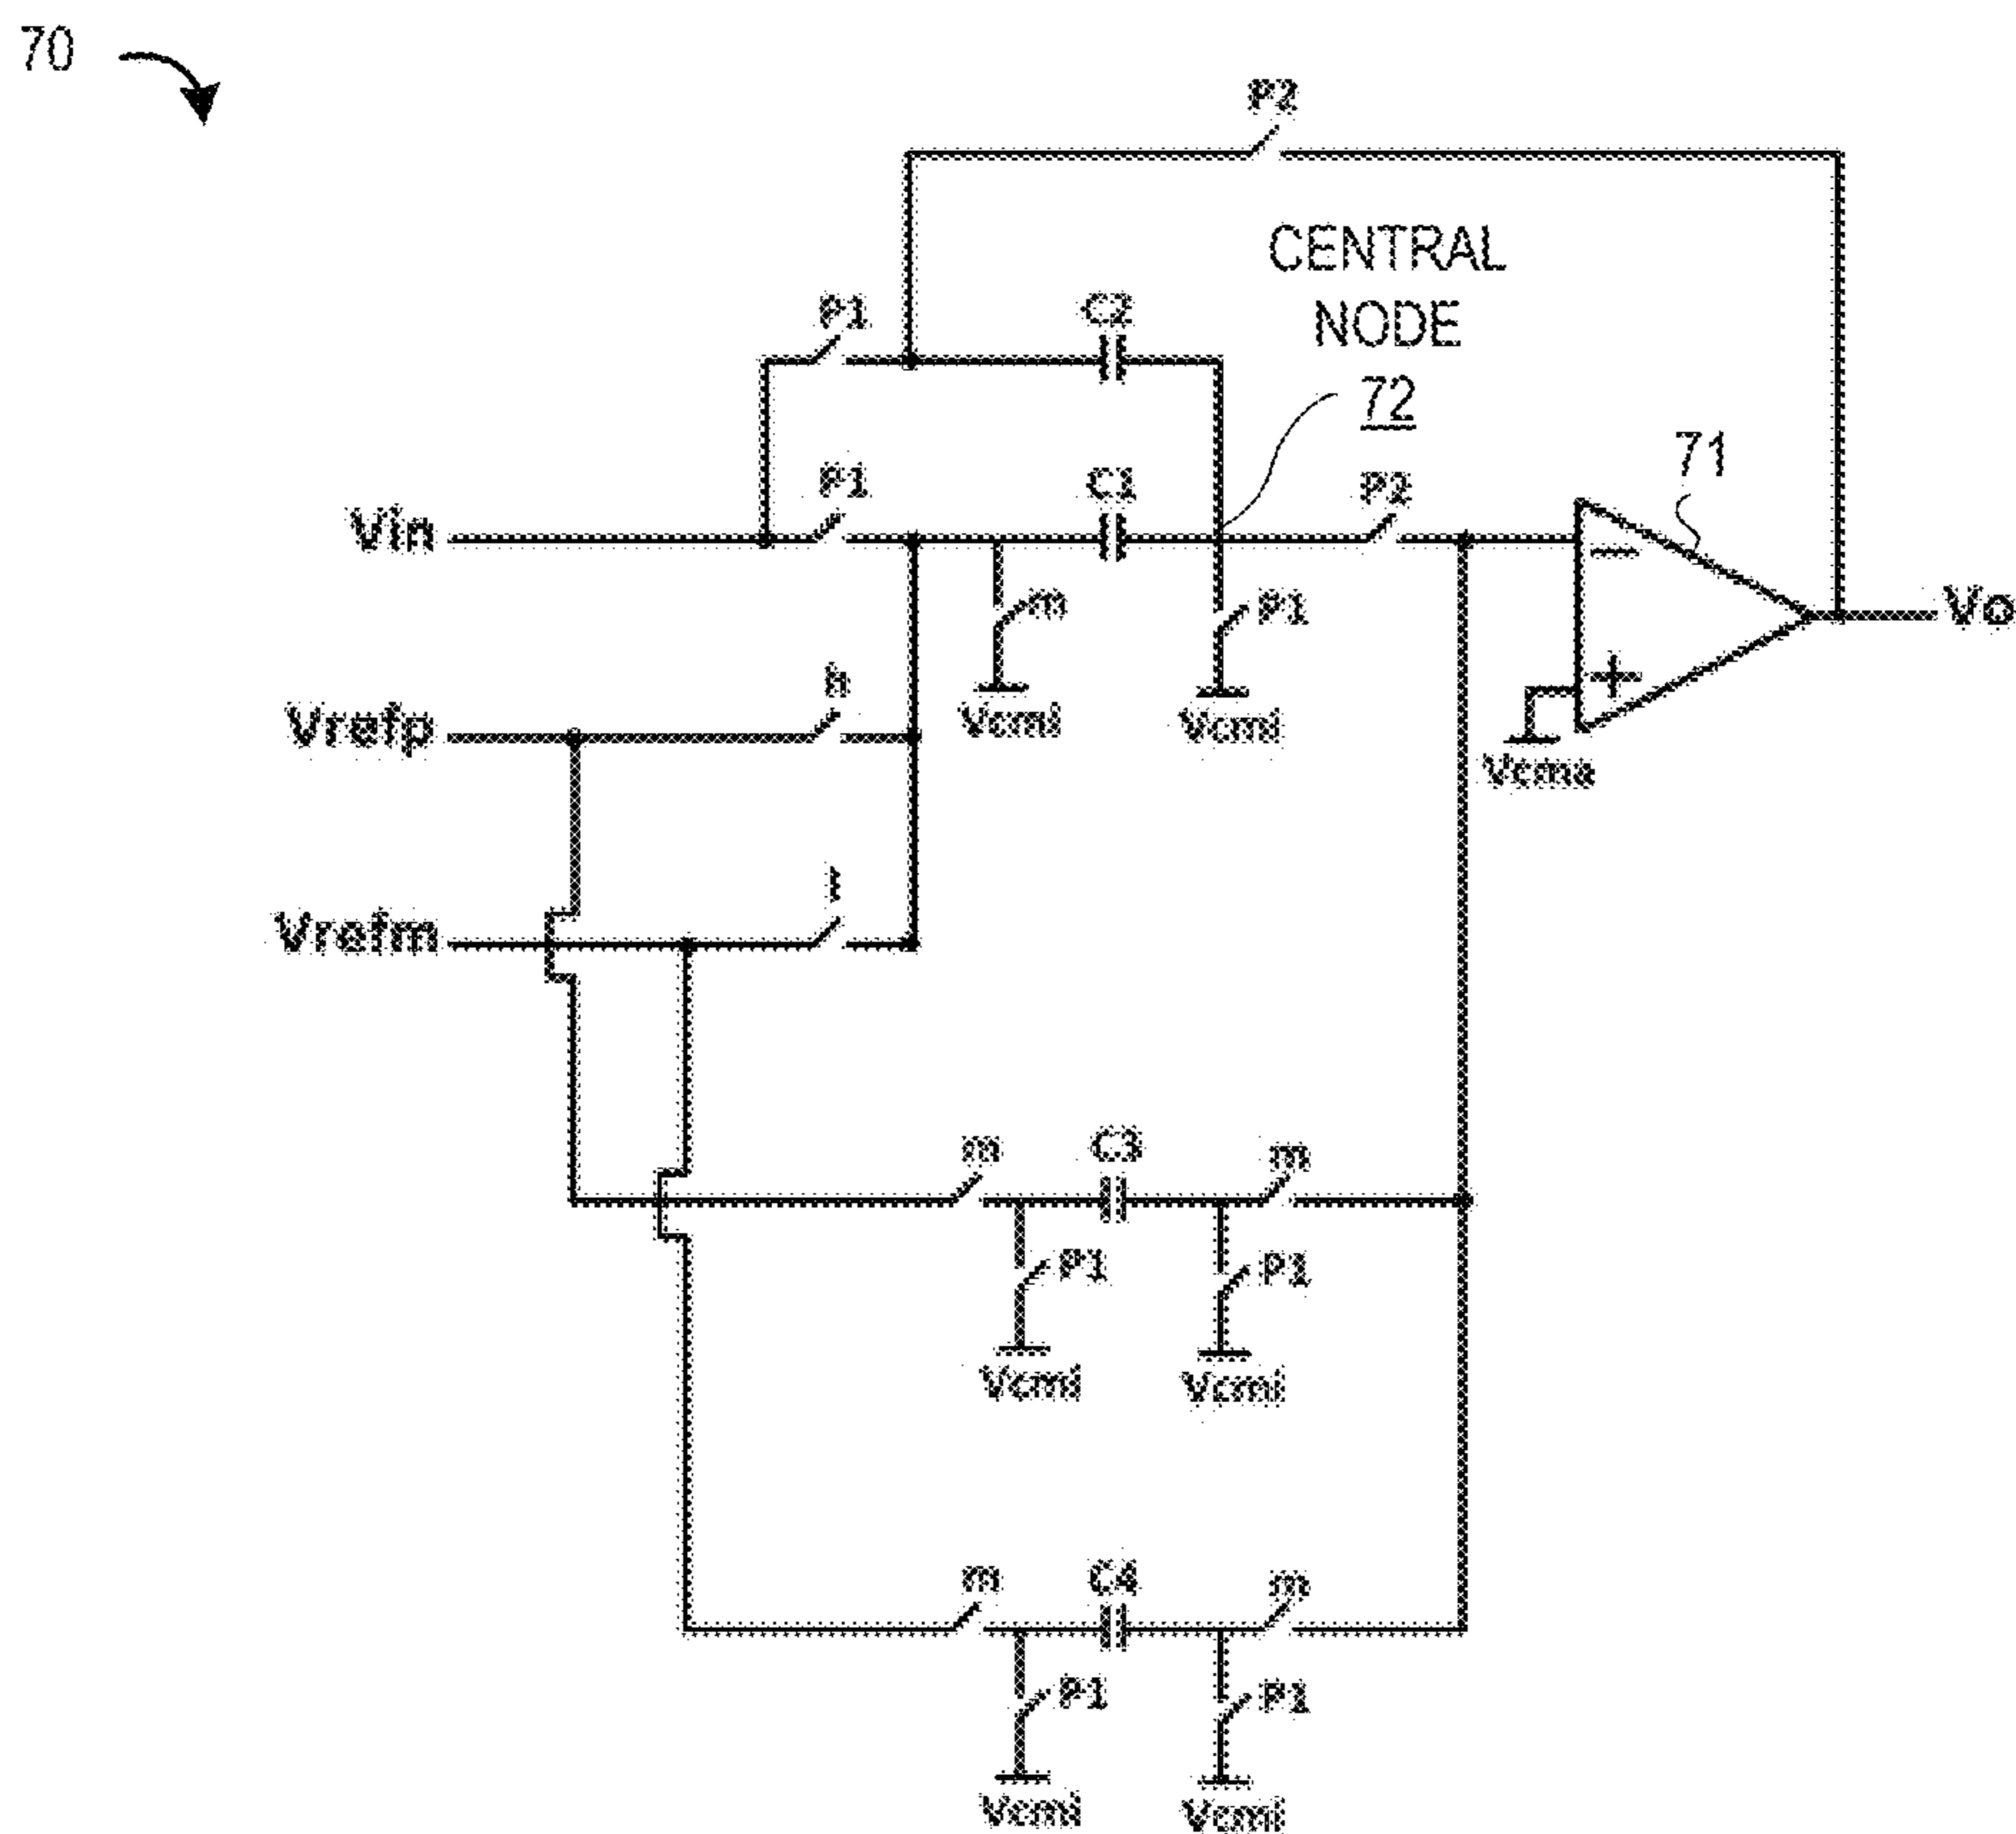 70
P2
CENTRAL
NODE
72
P1
C2
71
Vin
P1
C1
P2
−
m
P1
Vo
Vrefp
h
Vcmi
Vcmi
+
Vcma
Vrefm
l
m
C3
m
P1
P1
Vcmi
Vcmi
m
C4
m
P1
P1
Vcmi
Vcmi